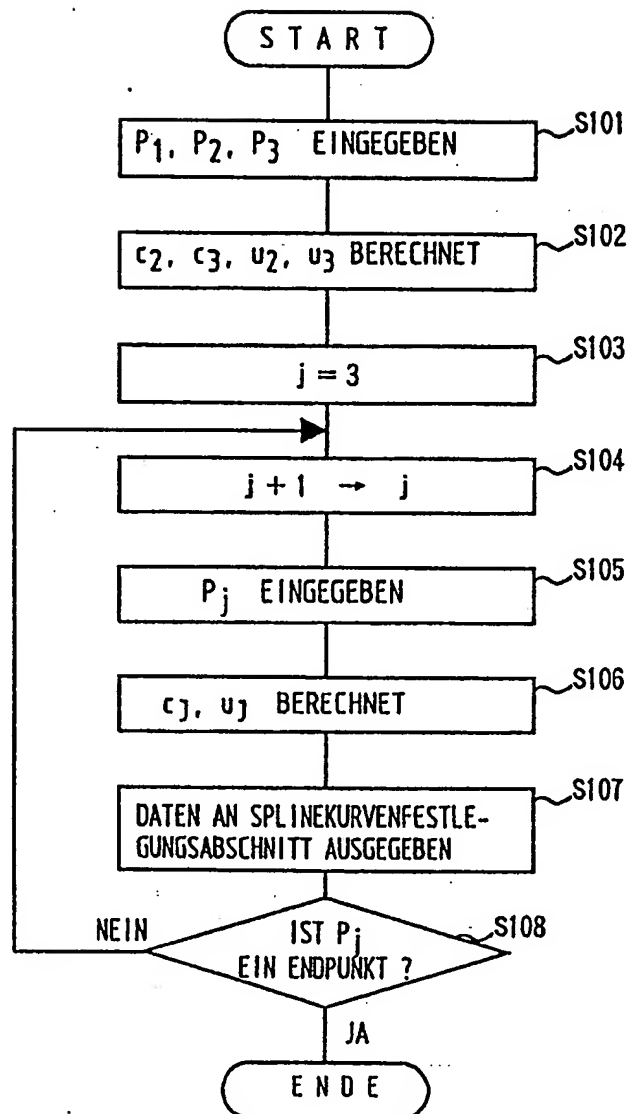 START
P1, P2, P3 EINGEGEBEN
S101
c2, c3, u2, u3 BERECHNET
S102
j = 3
S103
j + 1 → j
S104
Pj EINGEGEBEN
S105
cj, uj BERECHNET
S106
DATEN AN SPLINEKURVENFESTLE-
GUNGSABSCHNITT AUSGEGEBEN
S107
IST Pj
EIN ENDPUNKT ?
S108
NEIN
JA
ENDE